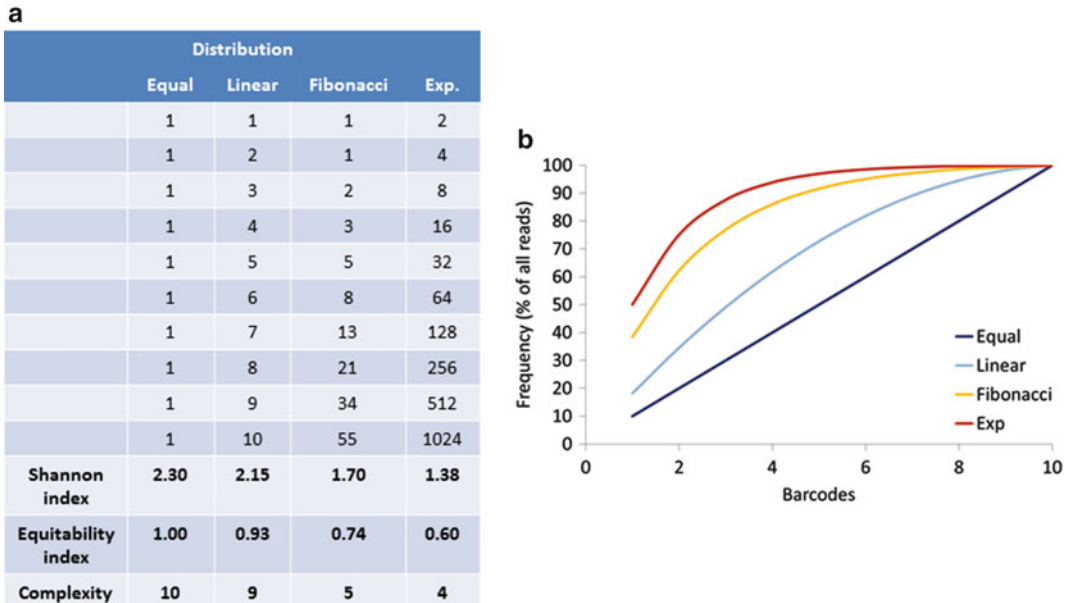 a
Distribution
Equal Linear Fibonacci Exp.
1 1 1 2
1 2 1 4
1 3 2 8
1 4 3 16
1 5 5 32
1 6 8 64
1 7 13 128
1 8 21 256
1 9 34 512
1 10 55 1024
Shannon index 2.30 2.15 1.70 1.38
Equitability index 1.00 0.93 0.74 0.60
Complexity 10 9 5 4
b
Frequency (% of all reads)
100
90
80
70
60
50
40
30
20
10
0
0 2 4 6 8 10
Barcodes
Equal
Linear
Fibonacci
Exp